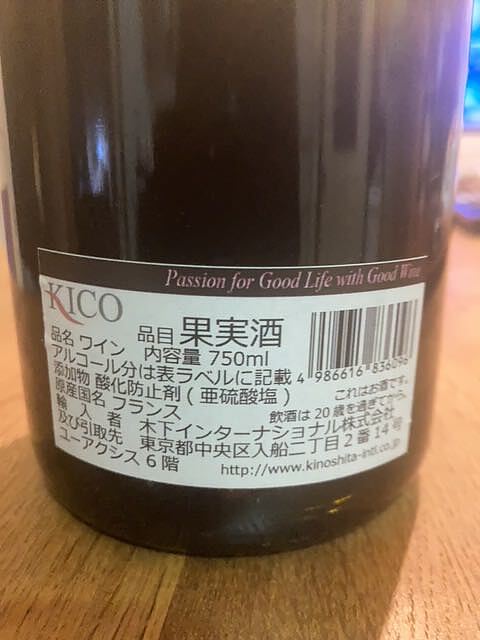 Passion for Good Life with Good Wine
KICO
品名 ワイン 品目 果実酒
内容量 750ml
アルコール分は表ラベルに記載
添加物 酸化防止剤(亜硫酸塩)
原産国名 フランス
4 986616 836096
これはお酒です。
飲酒は20歳を過ぎてから。
輸入者 木下インターナショナル株式会社
及び引取先 東京都中央区入船二丁目2番14号
ユーアクシス6階
http://www.kinoshita-intl.co.jp